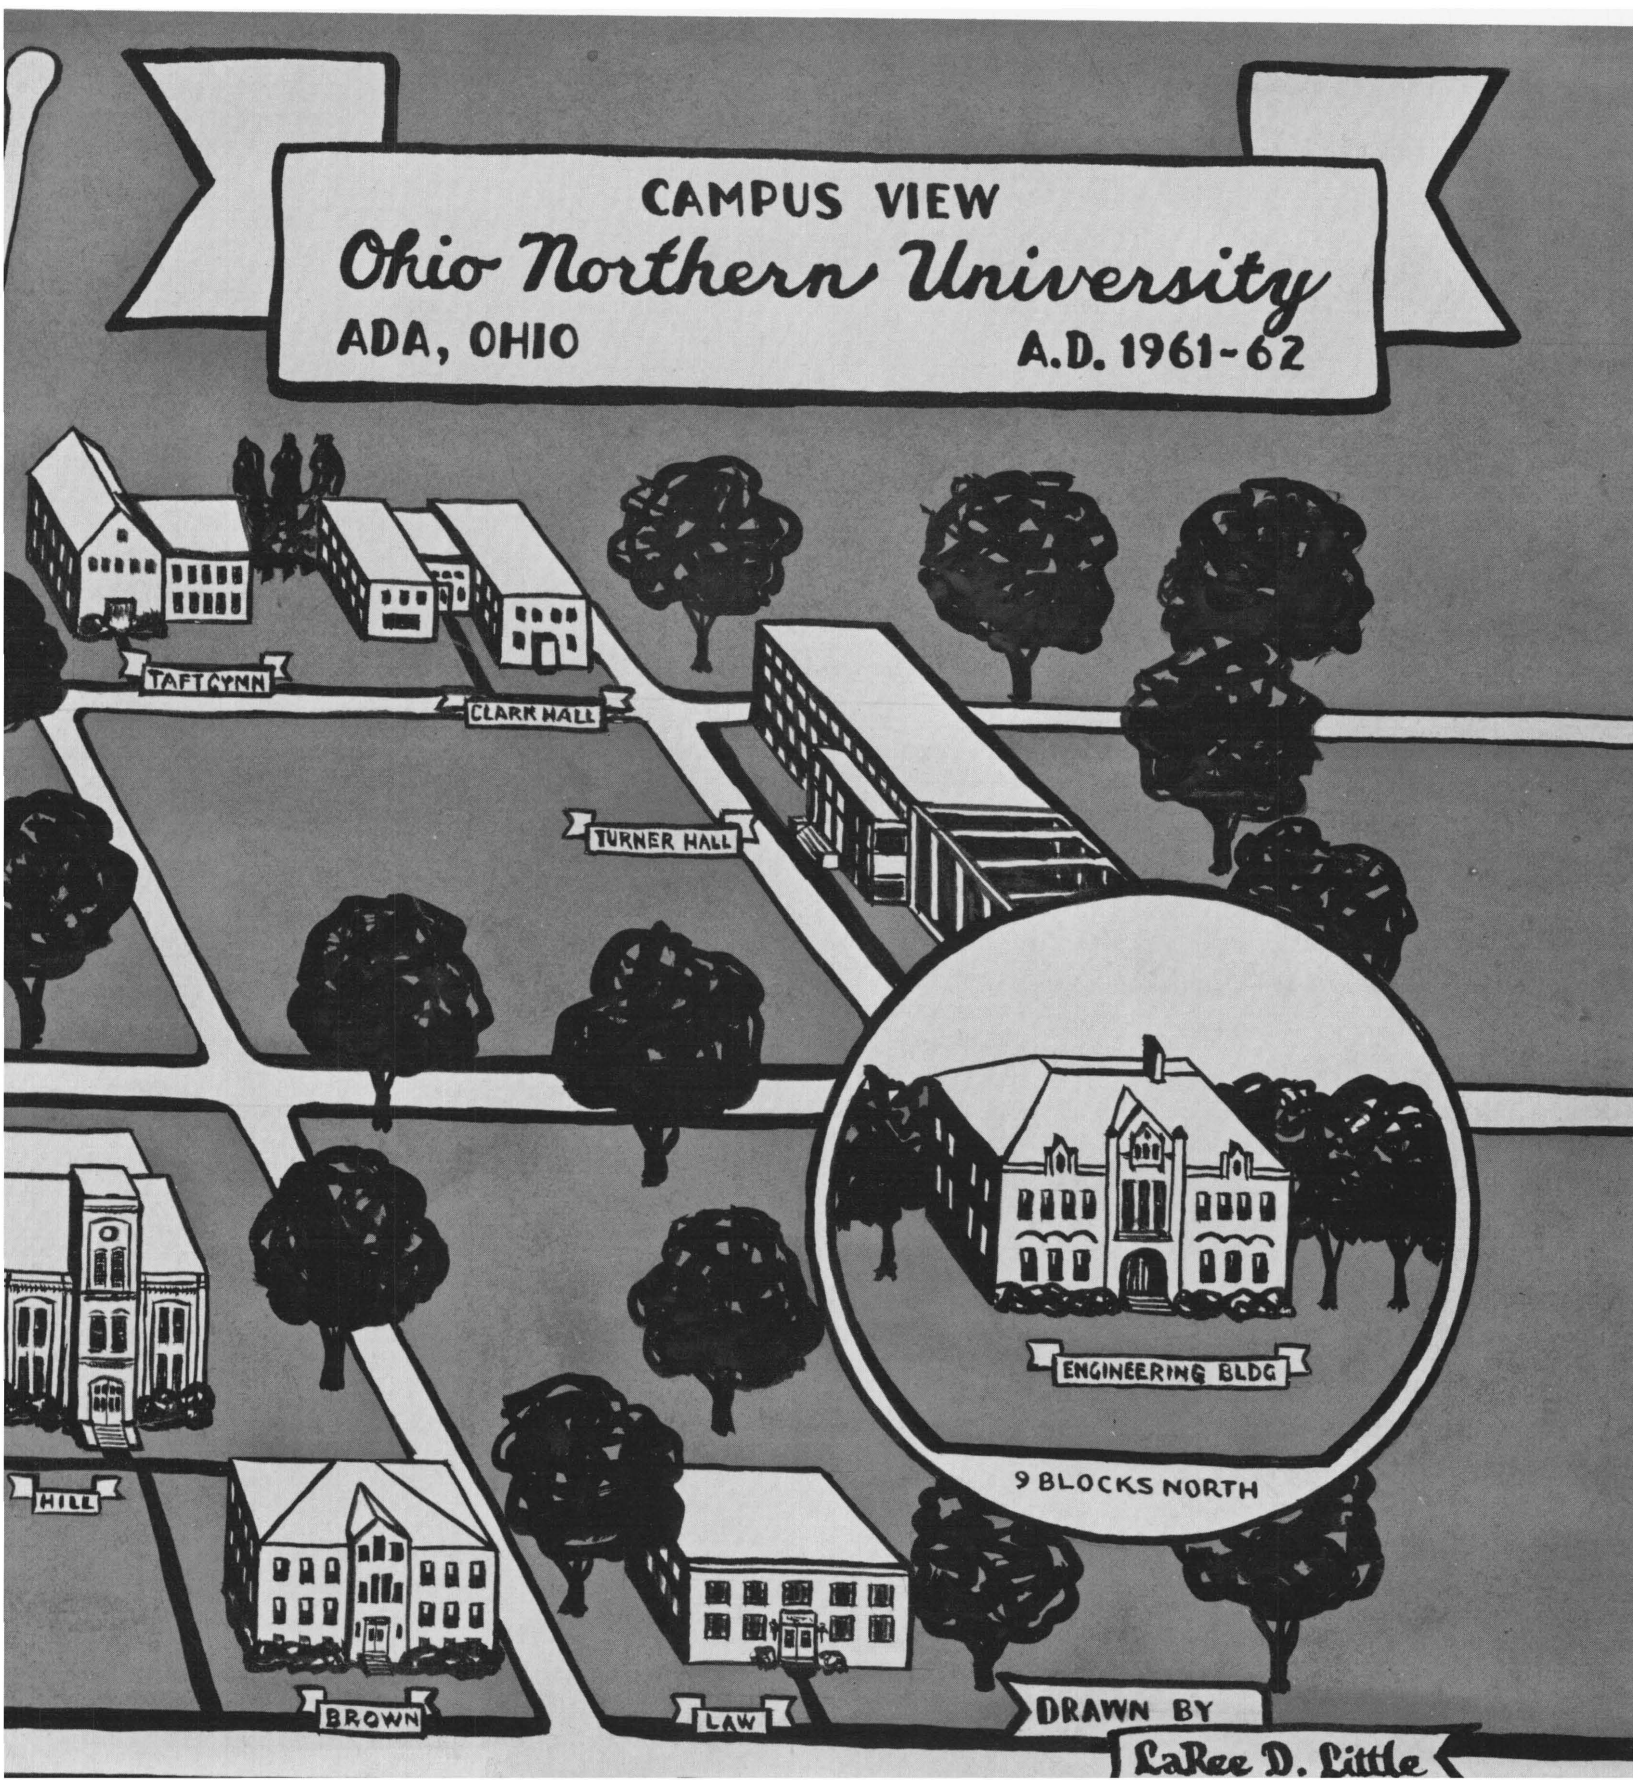 CAMPUS VIEW
Ohio Northern University
ADA, OHIO
A.D. 1961-62
TAFT GYMN
CLARK HALL
TURNER HALL
ENGINEERING BLDG
9 BLOCKS NORTH
HILL
BROWN
LAW
DRAWN BY
LaRee D. Little